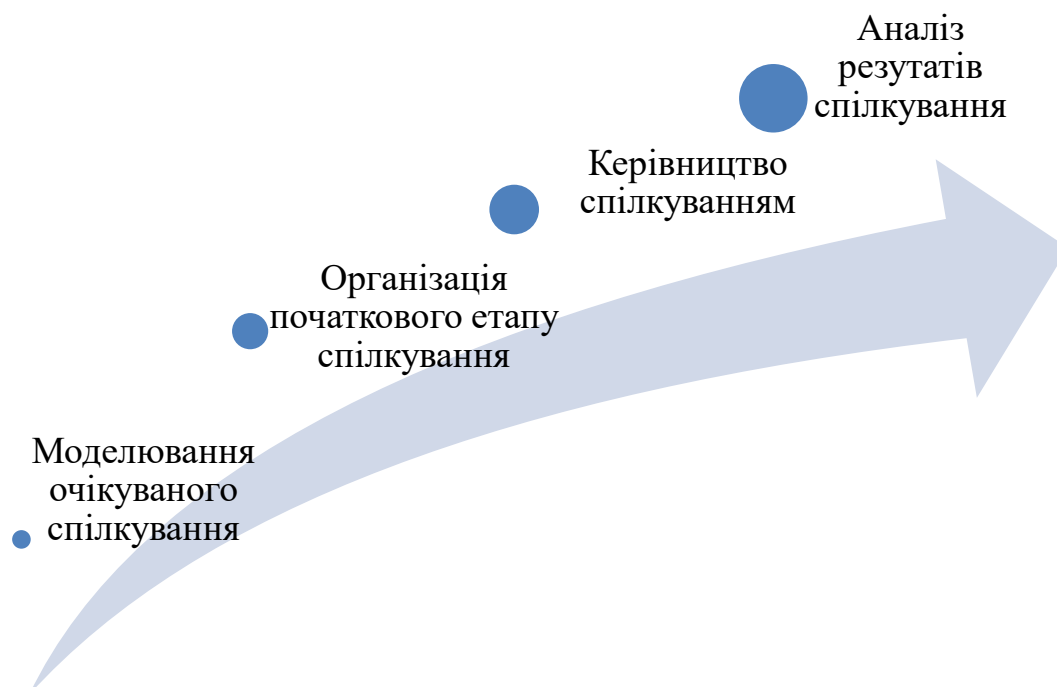 Аналіз
резутатів
спілкування
Керівництво
спілкуванням
Організація
початкового етапу
спілкування
Моделювання
очікуваного
спілкування